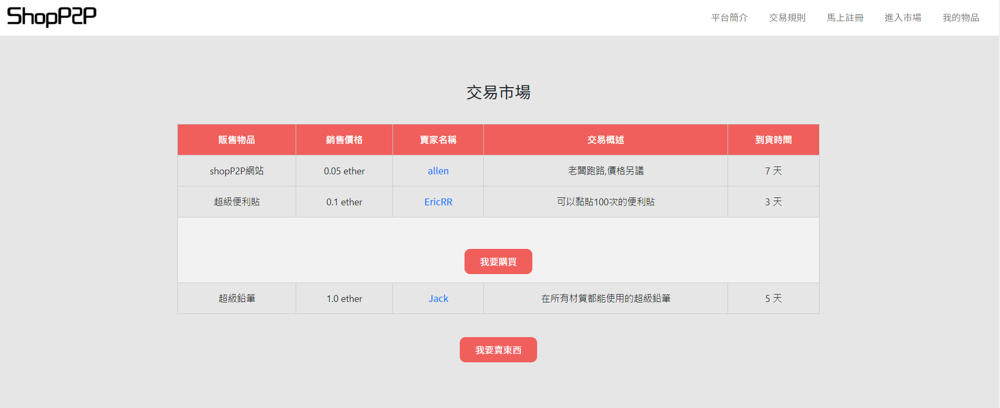 ShopP2P 平台簡介 交易規則 馬上註冊 進入市場 我的物品
交易市場
販售物品 銷售價格 賣家名稱 交易概述 到貨時間
shopP2P網站 0.05 ether allen 老闆跑路,價格另議 7 天
超級便利貼 0.1 ether EricRR 可以黏貼100次的便利貼 3 天
我要購買
超級鉛筆 1.0 ether Jack 在所有材質都能使用的超級鉛筆 5 天
我要賣東西